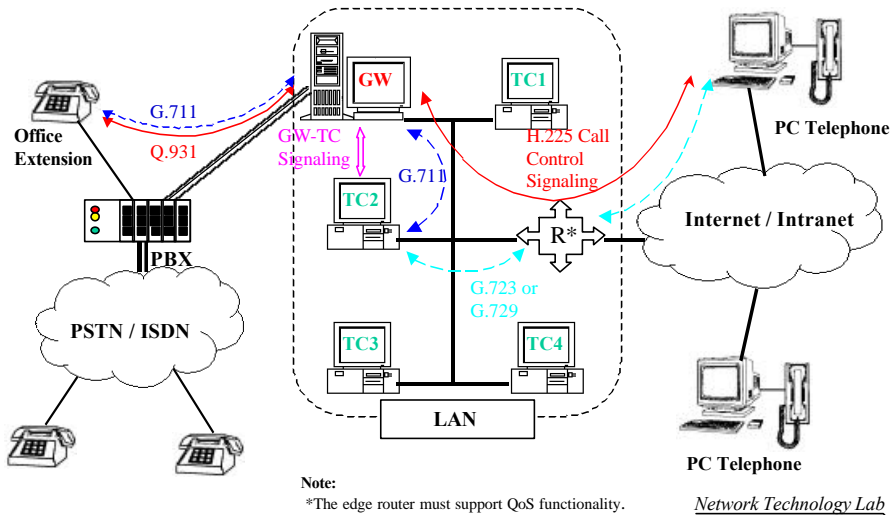 GW
TC1
G.711
Office
Extension
Q.931
GW-TC
Signaling
H.225 Call
Control
Signaling
PC Telephone
G.711
TC2
R*
Internet / Intranet
PBX
G.723 or
G.729
PSTN / ISDN
TC3
TC4
LAN
PC Telephone
Note:
*The edge router must support QoS functionality.
Network Technology Lab